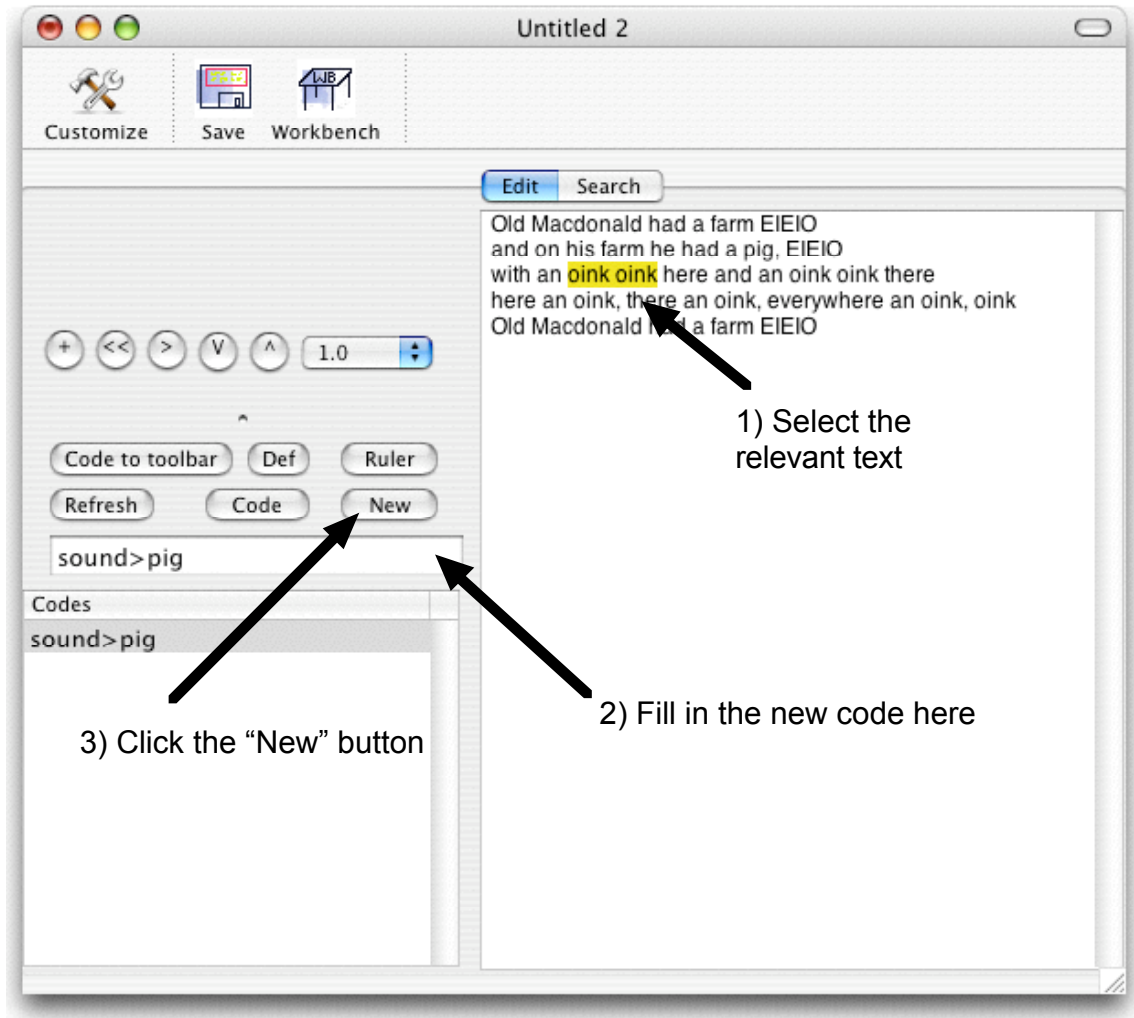 Untitled 2
Customize
Save
Workbench
WB
Edit
Search
Old Macdonald had a farm EIEIO
and on his farm he had a pig, EIEIO
with an oink oink here and an oink oink there
here an oink, there an oink, everywhere an oink, oink
Old Macdonald had a farm EIEIO
+
<<
>
V
^
1.0
^
Code to toolbar
Def
Ruler
Refresh
Code
New
sound>pig
Codes
sound>pig
1) Select the
relevant text
2) Fill in the new code here
3) Click the “New” button